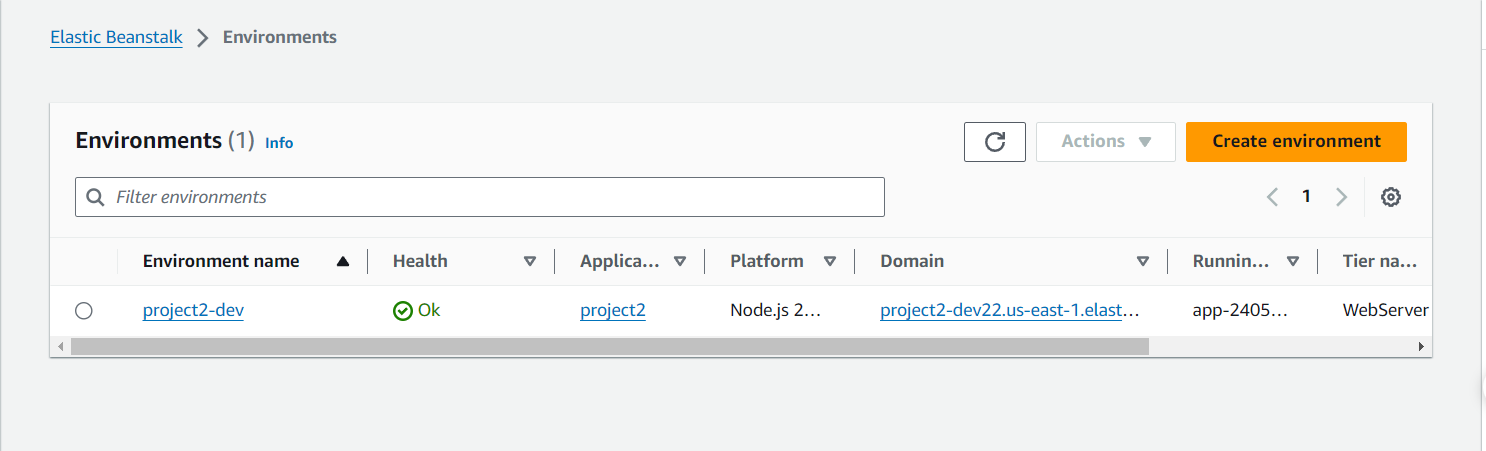 Elastic Beanstalk > Environments
Environments (1) Info
Actions
Create environment
Filter environments
1
Environment name Health Applica... Platform Domain Runnin... Tier na...
project2-dev Ok project2 Node.js 2... project2-dev22.us-east-1.elast... app-2405... WebServer